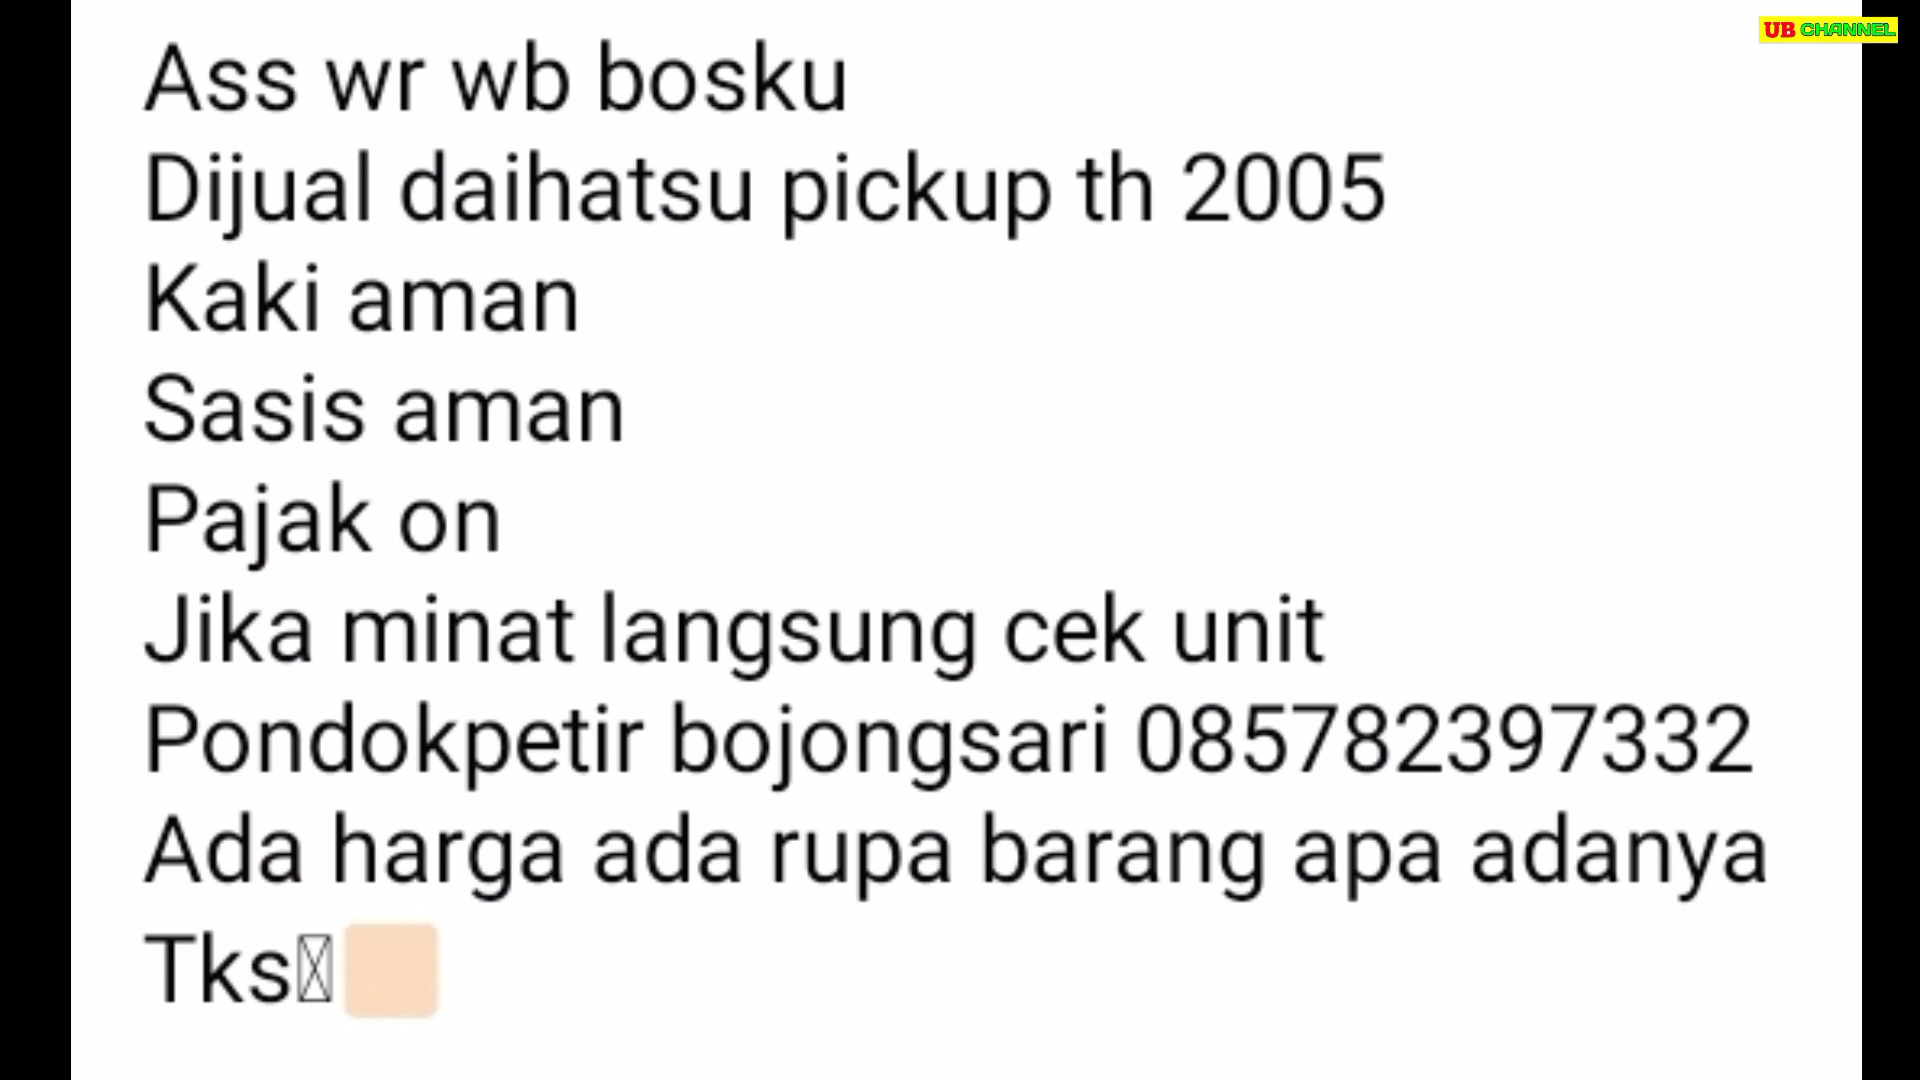 UB CHANNEL
Ass wr wb bosku
Dijual daihatsu pickup th 2005
Kaki aman
Sasis aman
Pajak on
Jika minat langsung cek unit
Pondokpetir bojongsari 085782397332
Ada harga ada rupa barang apa adanya
Tks